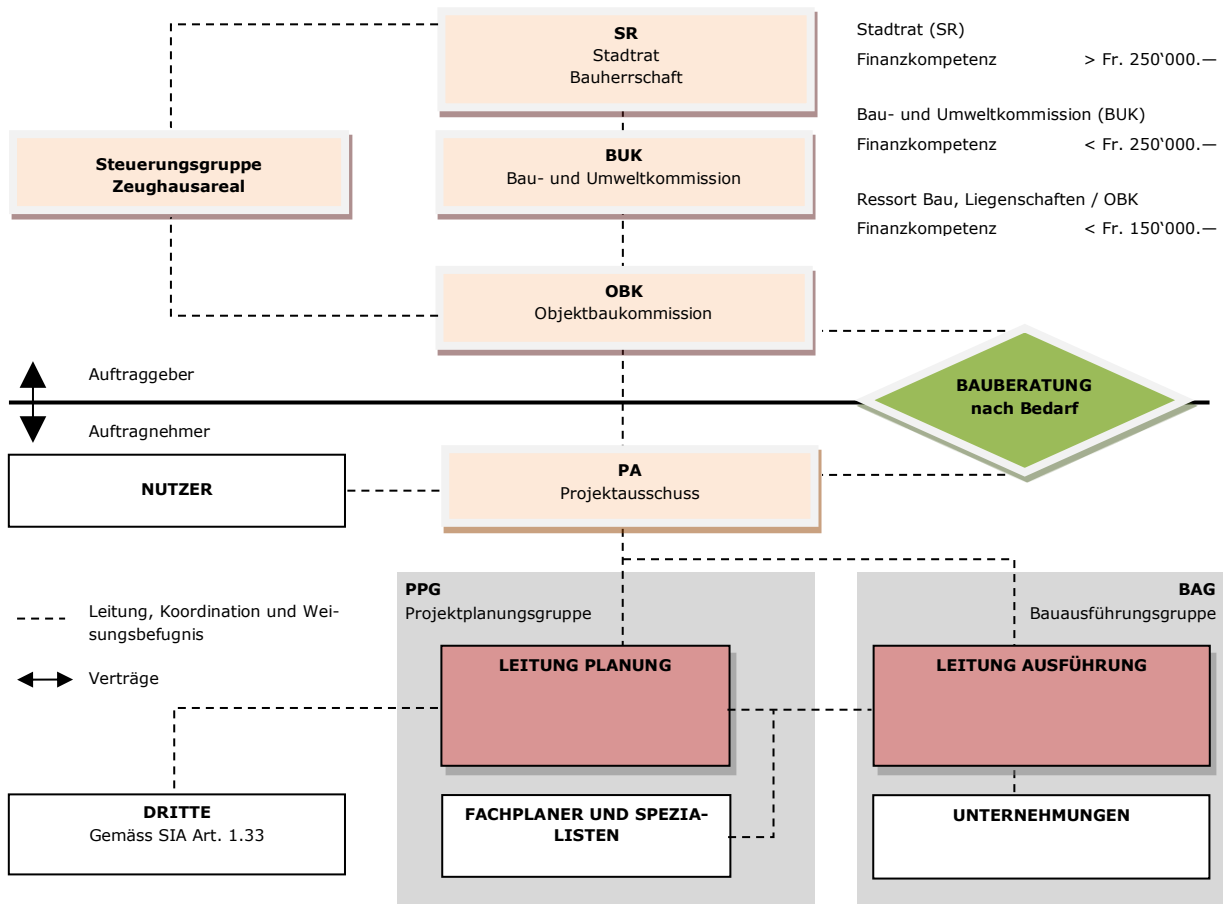 SR
Stadtrat
Bauherrschaft
Stadtrat (SR)
Finanzkompetenz > Fr. 250‘000.—
Steuerungsgruppe
Zeughausareal
BUK
Bau- und Umweltkommission
Bau- und Umweltkommission (BUK)
Finanzkompetenz < Fr. 250‘000.—
Ressort Bau, Liegenschaften / OBK
Finanzkompetenz < Fr. 150‘000.—
OBK
Objektbaukommission
Auftraggeber
BAUBERATUNG
nach Bedarf
Auftragnehmer
NUTZER
PA
Projektausschuss
PPG
Projektplanungsgruppe
BAG
Bauausführungsgruppe
Leitung, Koordination und Wei-
sungsbefugnis
Verträge
LEITUNG PLANUNG
LEITUNG AUSFÜHRUNG
DRITTE
Gemäss SIA Art. 1.33
FACHPLANER UND SPEZIA-
LISTEN
UNTERNEHMUNGEN